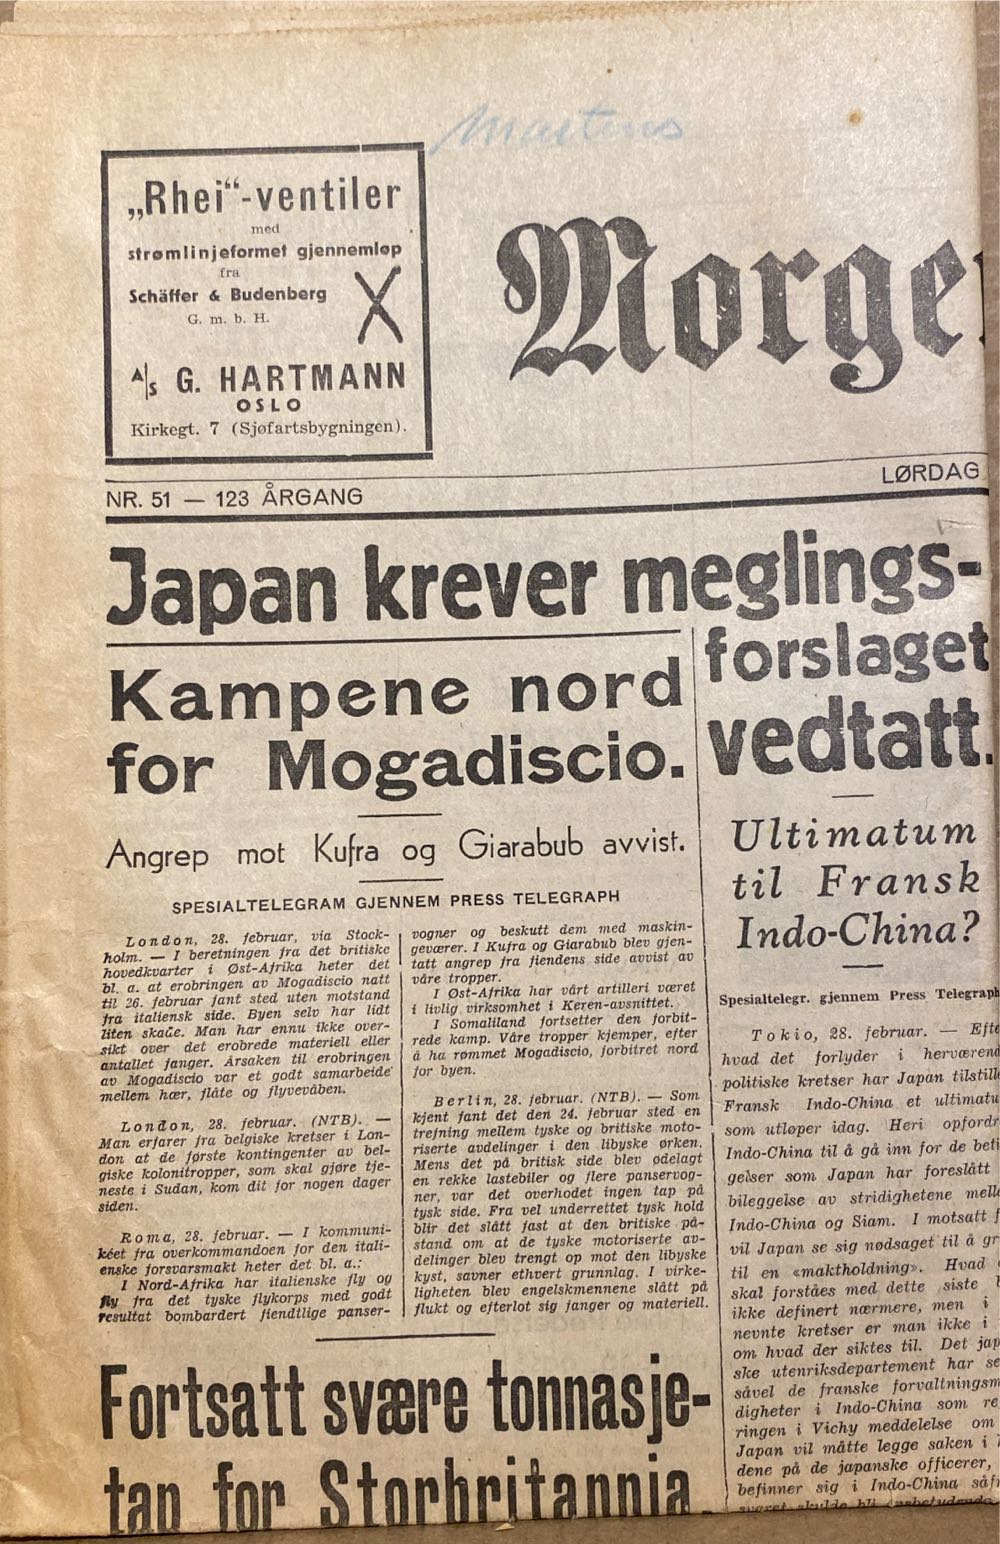 Martens
„Rhei“-ventiler
med
strømlinjeformet gjennemløp
fra
Schäffer & Budenberg
G. m. b. H.
A/S G. HARTMANN
OSLO
Kirkegt. 7 (Sjøfartsbygningen).
Morge
NR. 51 — 123 ÅRGANG
LØRDAG
Japan krever meglings-
forslaget
vedtatt.
Kampene nord
for Mogadiscio.
Angrep mot Kufra og Giarabub avvist.
SPESIALTELEGRAM GJENNEM PRESS TELEGRAPH
London, 28. februar, via Stock-
holm. — I beretningen fra det britiske
hovedkvarter i Øst-Afrika heter det
bl. a. at erobringen av Mogadiscio natt
til 26. februar fant sted uten motstand
fra italiensk side. Byen selv har lidt
liten skade. Man har ennu ikke over-
sikt over det erobrede materiell eller
antallet fanger. Årsaken til erobringen
av Mogadiscio var et godt samarbeide
mellem hær, flåte og flyvevåben.
London, 28. februar. (NTB). —
Man erfarer fra belgiske kretser i Lon-
don at de første kontingenter av bel-
giske kolonitropper, som skal gjøre tje-
neste i Sudan, kom dit for nogen dager
siden.
Roma, 28. februar. — I kommuni-
kéet fra overkommandoen for den itali-
enske forsvarsmakt heter det bl. a.:
I Nord-Afrika har italienske fly og
fly fra det tyske flykorps med godt
resultat bombardert fiendtlige panser-
vogner og beskutt dem med maskin-
geværer. I Kufra og Giarabub blev gjen-
tatt angrep fra fiendens side avvist av
våre tropper.
I Øst-Afrika har vårt artilleri været
i livlig virksomhet i Keren-avsnittet.
I Somaliland fortsetter den forbit-
rede kamp. Våre tropper kjemper, efter
å ha rømmet Mogadiscio, forbitret nord
for byen.
Berlin, 28. februar. (NTB). — Som
kjent fant det den 24. februar sted en
trefning mellem tyske og britiske moto-
riserte avdelinger i den libyske ørken.
Mens det på britisk side blev ødelagt
en rekke lastebiler og flere panservog-
ner, var det overhodet ingen tap på
tysk side. Fra vel underrettet tysk hold
blir det slått fast at den britiske på-
stand om at de tyske motoriserte av-
delinger blev trengt op mot den libyske
kyst, savner ethvert grunnlag. I virke-
ligheten blev engelskmennene slått på
flukt og efterlot sig fanger og materiell.
Fortsatt svære tonnasje-
tap for Storbritannia.
Ultimatum
til Fransk
Indo-China?
Spesialtelegr. gjennem Press Telegraph
Tokio, 28. februar. — Efte
hvad det forlyder i herværend
politiske kretser har Japan tilstille
Fransk Indo-China et ultimatu
som utløper idag. Heri opfordr
Indo-China til å gå inn for de beti
gelser som Japan har foreslått
bileggelse av stridighetene melle
Indo-China og Siam. I motsatt f
vil Japan se sig nødsaget til å gr
til en «maktholdning». Hvad
skal forståes med dette siste
ikke definert nærmere, men i
nevnte kretser er man ikke i
om hvad der siktes til. Det jap
ske utenriksdepartement har se
såvel de franske forvaltningsm
digheter i Indo-China som re
ringen i Vichy meddelelse om
Japan vil måtte legge saken i
dene på de japanske officerer,
befinner sig i Indo-China såfr